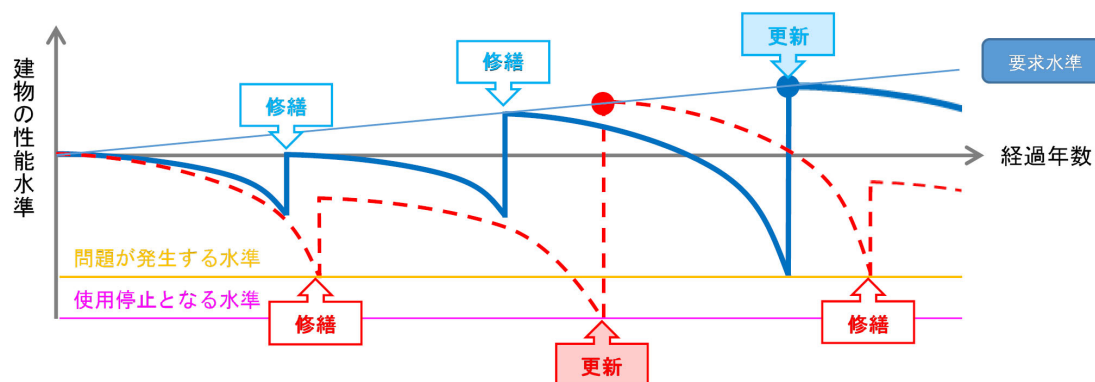 更新
修繕
修繕
要求水準
建物の性能水準
経過年数
問題が発生する水準
使用停止となる水準
修繕
修繕
更新